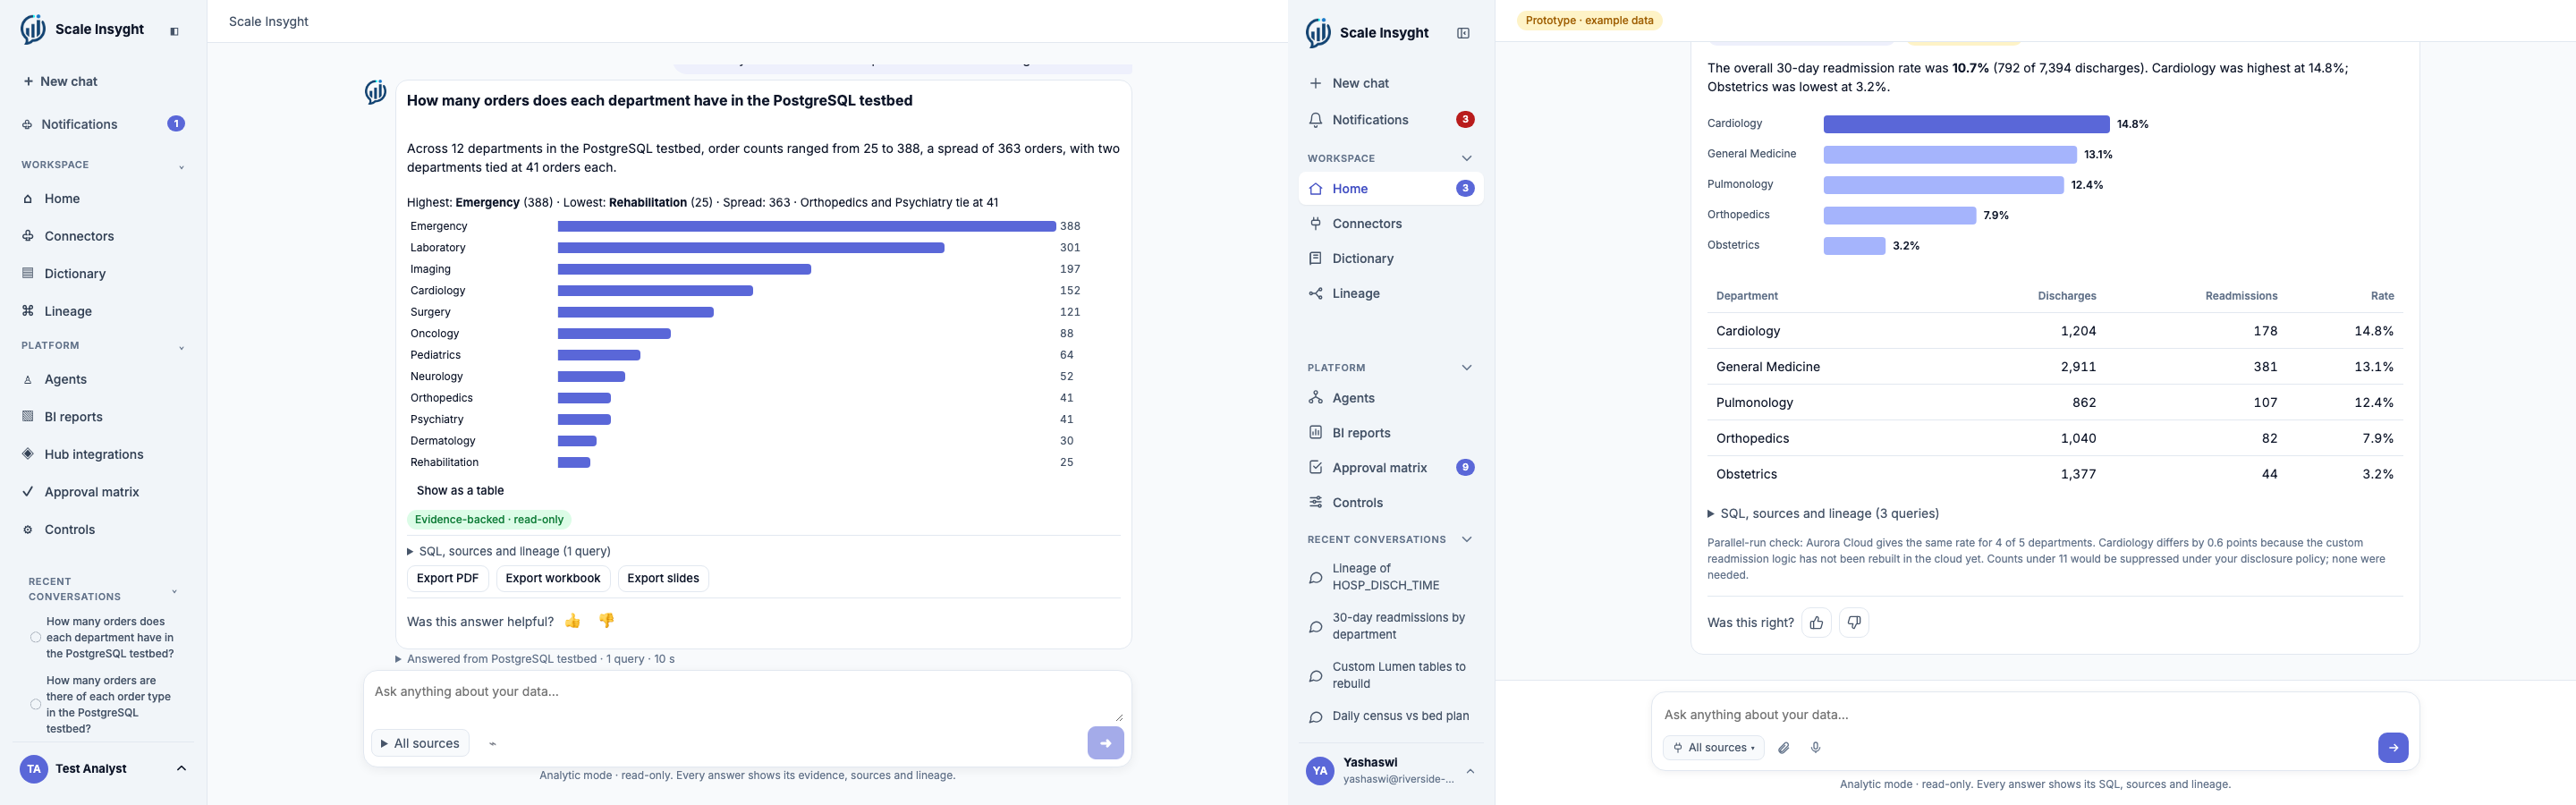 Scale Insyght
+ New chat
Notifications 1
WORKSPACE
Home
Connectors
Dictionary
Lineage
PLATFORM
Agents
BI reports
Hub integrations
Approval matrix
Controls
RECENT
CONVERSATIONS
How many orders does
each department have in
the PostgreSQL testbed?
How many orders are
there of each order type
in the PostgreSQL
testbed?
TA Test Analyst
Scale Insyght
How many orders does each department have in the PostgreSQL testbed
Across 12 departments in the PostgreSQL testbed, order counts ranged from 25 to 388, a spread of 363 orders, with two
departments tied at 41 orders each.
Highest: Emergency (388) · Lowest: Rehabilitation (25) · Spread: 363 · Orthopedics and Psychiatry tie at 41
Emergency 388
Laboratory 301
Imaging 197
Cardiology 152
Surgery 121
Oncology 88
Pediatrics 64
Neurology 52
Orthopedics 41
Psychiatry 41
Dermatology 30
Rehabilitation 25
Show as a table
Evidence-backed · read-only
SQL, sources and lineage (1 query)
Export PDF Export workbook Export slides
Was this answer helpful?
Answered from PostgreSQL testbed · 1 query · 10 s
Ask anything about your data...
All sources
Analytic mode · read-only. Every answer shows its evidence, sources and lineage.
Scale Insyght
New chat
Notifications 3
WORKSPACE
Home 3
Connectors
Dictionary
Lineage
PLATFORM
Agents
BI reports
Approval matrix 9
Controls
RECENT CONVERSATIONS
Lineage of
HOSP_DISCH_TIME
30-day readmissions by
department
Custom Lumen tables to
rebuild
Daily census vs bed plan
YA Yashaswi
yashaswi@riverside-...
Prototype · example data
The overall 30-day readmission rate was 10.7% (792 of 7,394 discharges). Cardiology was highest at 14.8%;
Obstetrics was lowest at 3.2%.
Cardiology 14.8%
General Medicine 13.1%
Pulmonology 12.4%
Orthopedics 7.9%
Obstetrics 3.2%
Department Discharges Readmissions Rate
Cardiology 1,204 178 14.8%
General Medicine 2,911 381 13.1%
Pulmonology 862 107 12.4%
Orthopedics 1,040 82 7.9%
Obstetrics 1,377 44 3.2%
SQL, sources and lineage (3 queries)
Parallel-run check: Aurora Cloud gives the same rate for 4 of 5 departments. Cardiology differs by 0.6 points because the custom
readmission logic has not been rebuilt in the cloud yet. Counts under 11 would be suppressed under your disclosure policy; none were
needed.
Was this right?
Ask anything about your data...
All sources
Analytic mode · read-only. Every answer shows its SQL, sources and lineage.